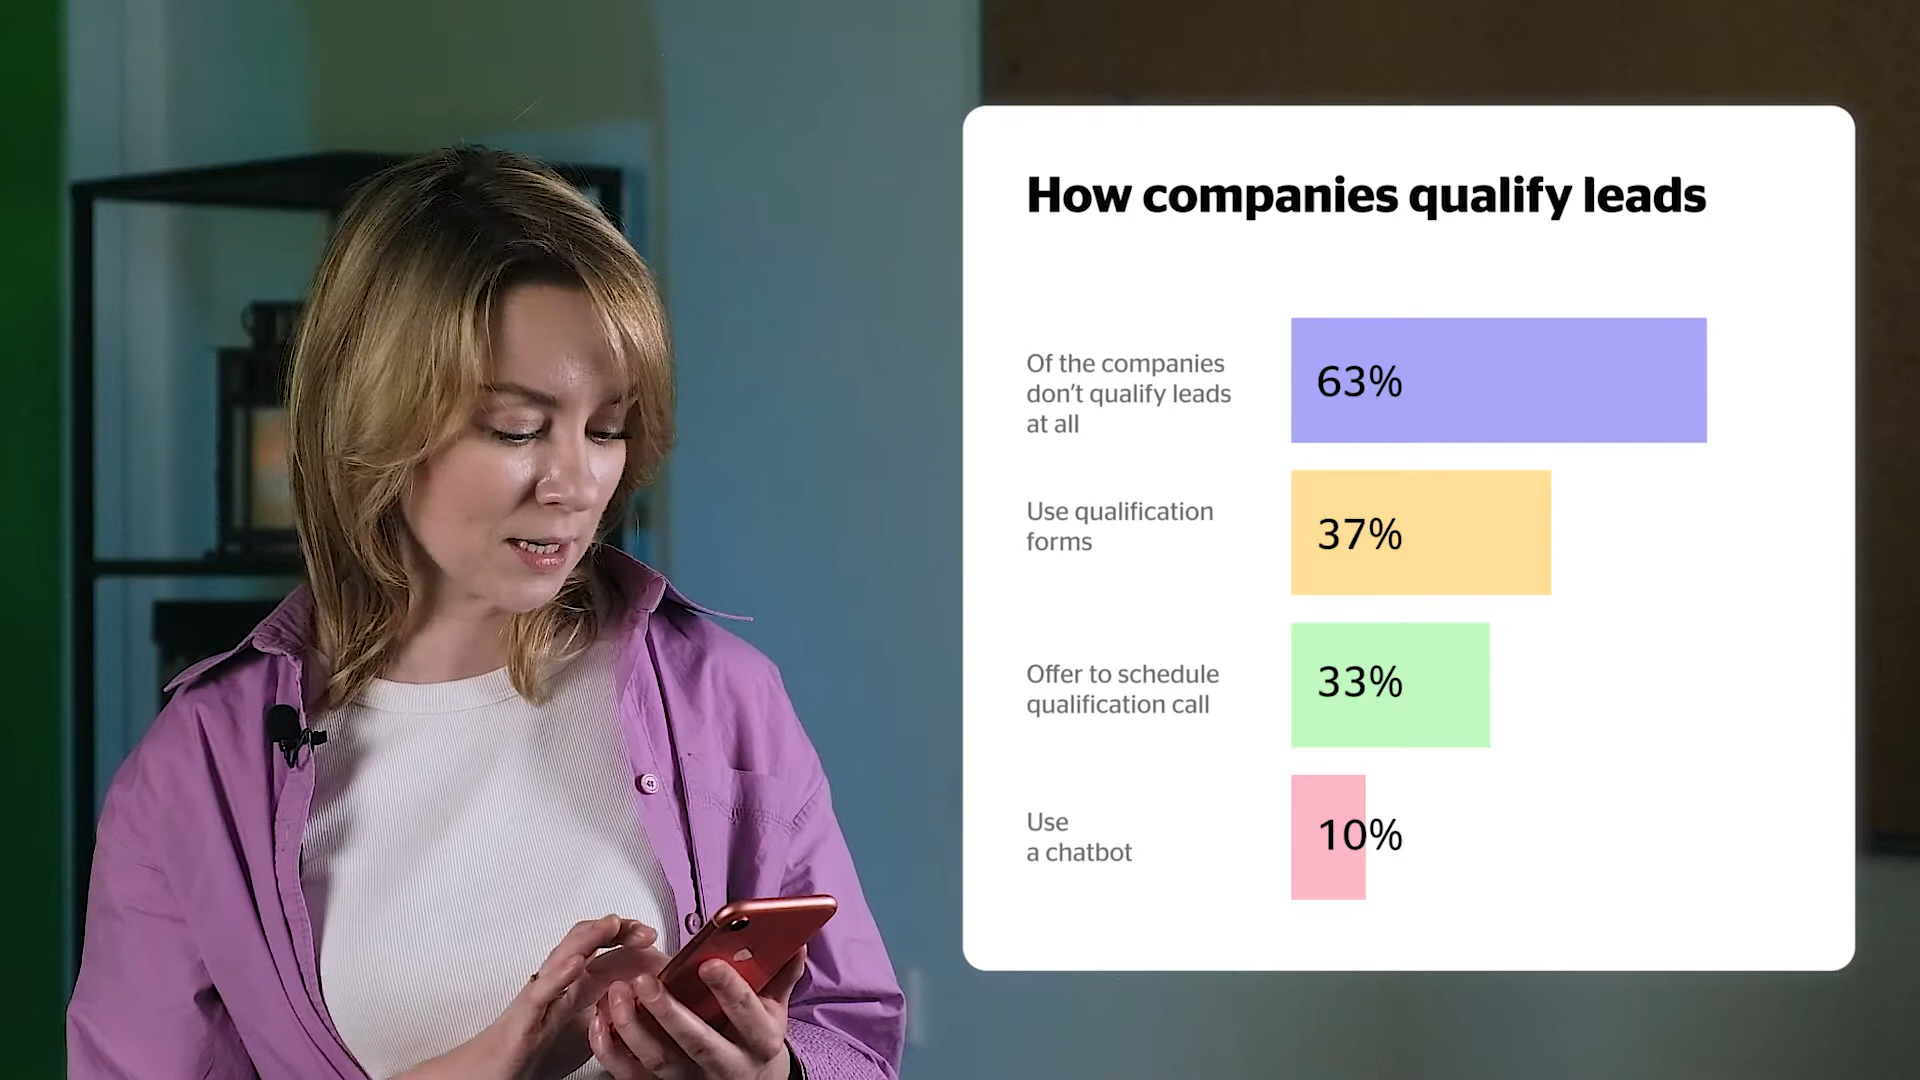 How companies qualify leads
Of the companies
don’t qualify leads
at all
63%
Use qualification
forms
37%
Offer to schedule
qualification call
33%
Use
a chatbot
10%